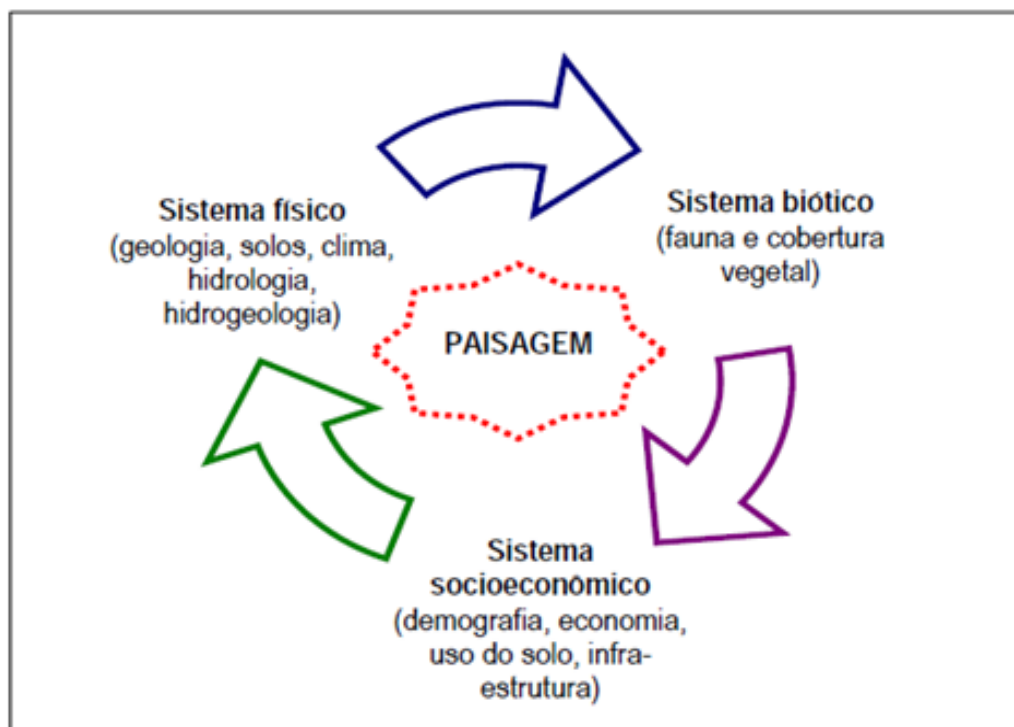 Sistema físico
(geologia, solos, clima,
hidrologia,
hidrogeologia)
Sistema biótico
(fauna e cobertura
vegetal)
PAISAGEM
Sistema
socioeconômico
(demografia, economia,
uso do solo, infra-
estrutura)